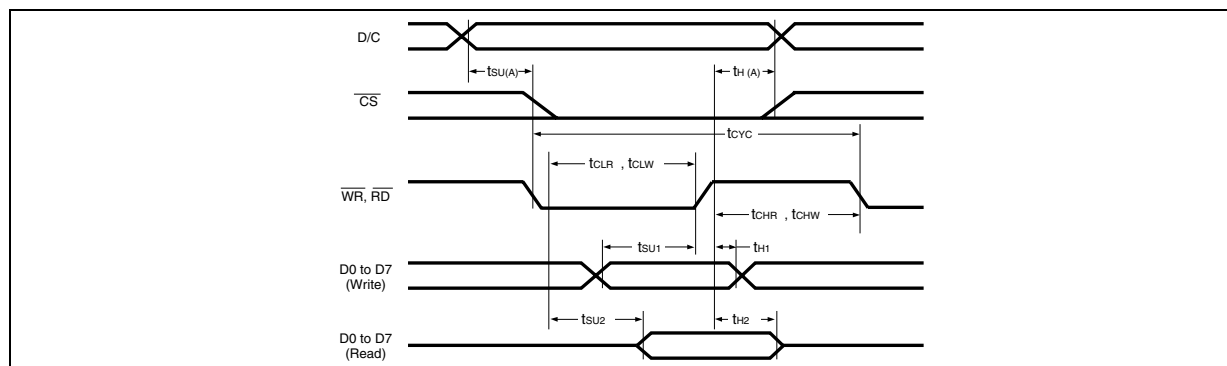 D/C
tSU(A)
tH (A)
CS
tCYC
tCLR , tCLW
WR, RD
tCHR , tCHW
tSU1
tH1
D0 to D7
(Write)
tSU2
tH2
D0 to D7
(Read)